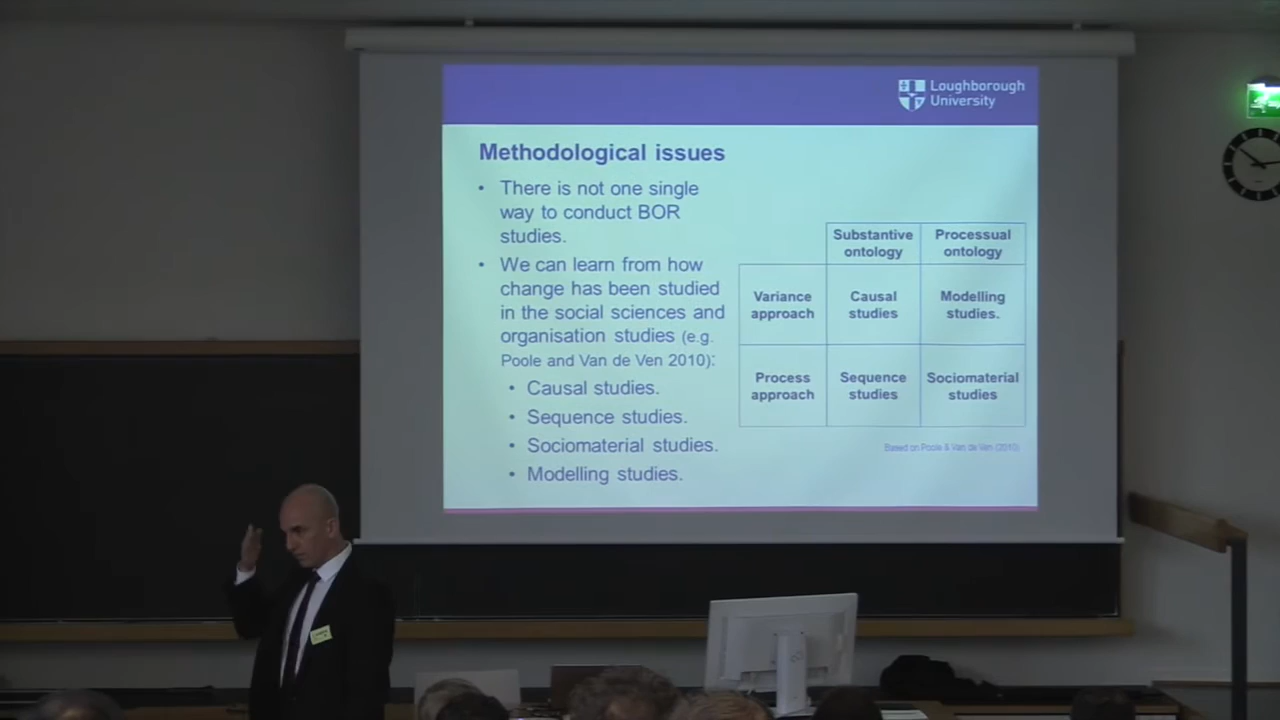 Loughborough
University
Methodological issues
• There is not one single
way to conduct BOR
studies.
• We can learn from how
change has been studied
in the social sciences and
organisation studies (e.g.
Poole and Van de Ven 2010):
• Causal studies.
• Sequence studies.
• Sociomaterial studies.
• Modelling studies.
Substantive ontology
Processual ontology
Variance approach
Causal studies
Modelling studies.
Process approach
Sequence studies
Sociomaterial studies
Based on Poole & Van de Ven (2010)